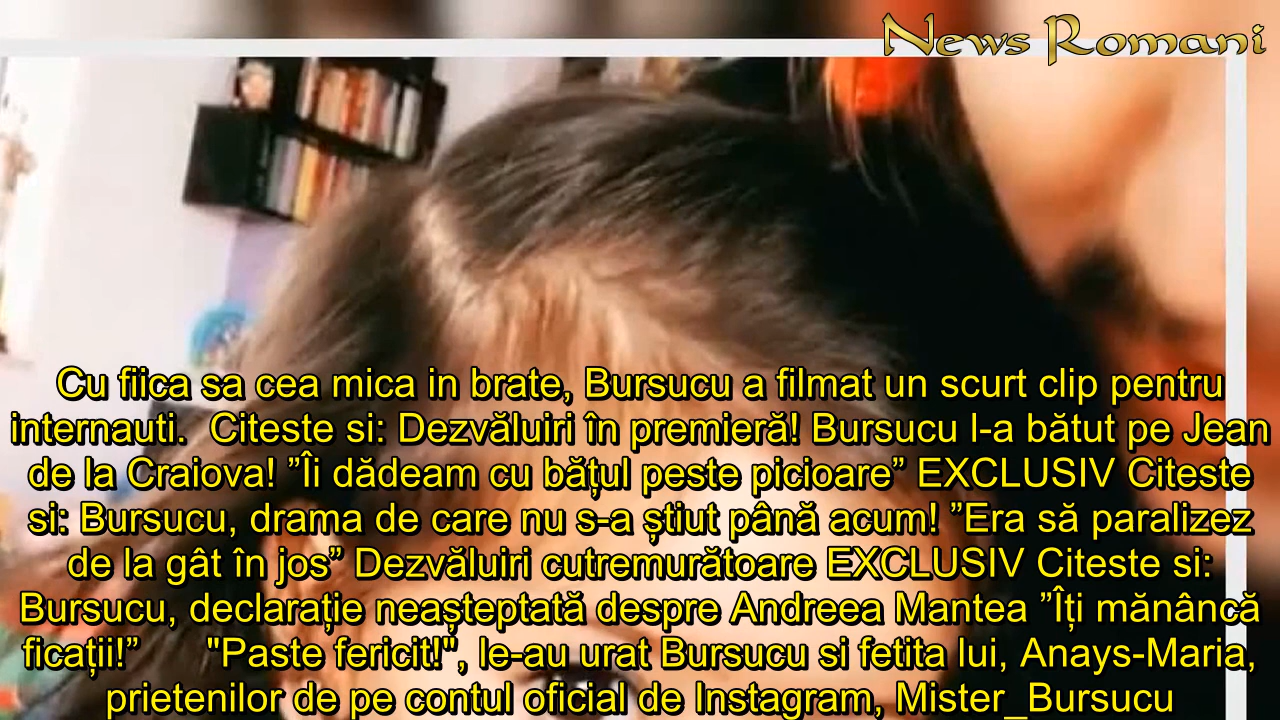 News Romani
Cu fiica sa cea mica in brate, Bursucu a filmat un scurt clip pentru
internauti.  Citeste si: Dezvăluiri în premieră! Bursucu l-a bătut pe Jean
de la Craiova! ”Îi dădeam cu bățul peste picioare” EXCLUSIV Citeste
si: Bursucu, drama de care nu s-a știut până acum! ”Era să paralizez
de la gât în jos” Dezvăluiri cutremurătoare EXCLUSIV Citeste si:
Bursucu, declarație neașteptată despre Andreea Mantea ”Îți mănâncă
ficații!”      "Paste fericit!", le-au urat Bursucu si fetita lui, Anays-Maria,
prietenilor de pe contul oficial de Instagram, Mister_Bursucu